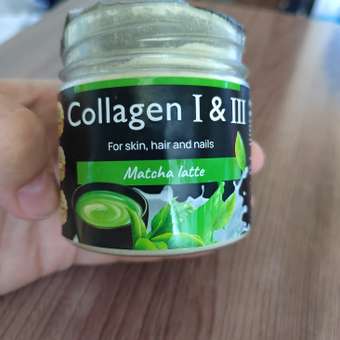 Collagen I & III
For skin, hair and nails
Matcha latte